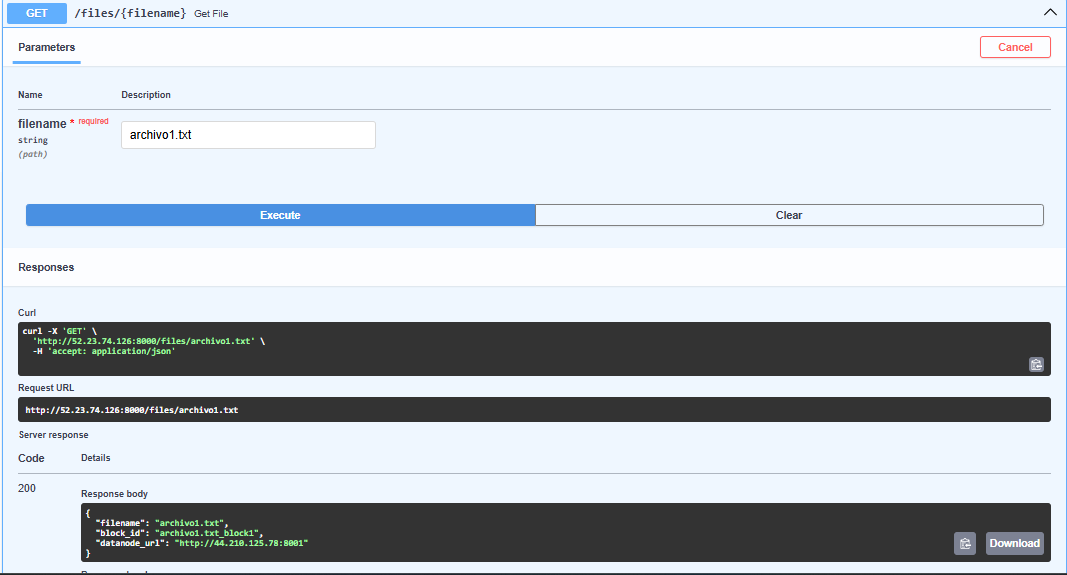 GET /files/{filename} Get File
Parameters
Cancel
Name Description
filename * required
string
(path)
archivo1.txt
Execute Clear
Responses
Curl
curl -X 'GET' \
'http://52.23.74.126:8000/files/archivo1.txt' \
-H 'accept: application/json'
Request URL
http://52.23.74.126:8000/files/archivo1.txt
Server response
Code Details
200
Response body
{
"filename": "archivo1.txt",
"block_id": "archivo1.txt_block1",
"datanode_url": "http://44.210.125.78:8001"
}
Download